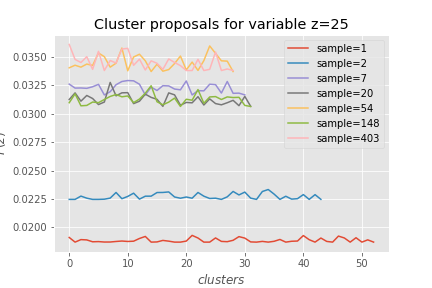 Cluster proposals for variable z=25
0.0350
0.0325
0.0300
0.0275
0.0250
0.0225
0.0200
sample=1
sample=2
sample=7
sample=20
sample=54
sample=148
sample=403
0 10 20 30 40 50
clusters